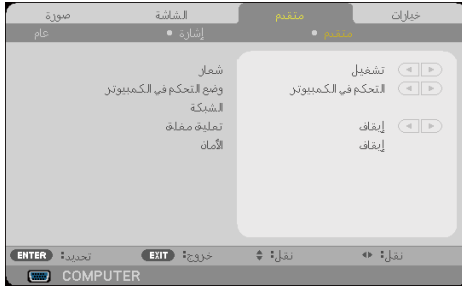 خيارات متقدم الشاشة صورة
متقدم ● إشارة ● عام
شعار تشغيل
وضع التحكم في الكمبيوتر التحكم في الكمبيوتر
الشبكة
تعليق مغلق إيقاف
الأمان إيقاف
نقل: نقل: خروج: EXIT تحديد: ENTER
COMPUTER